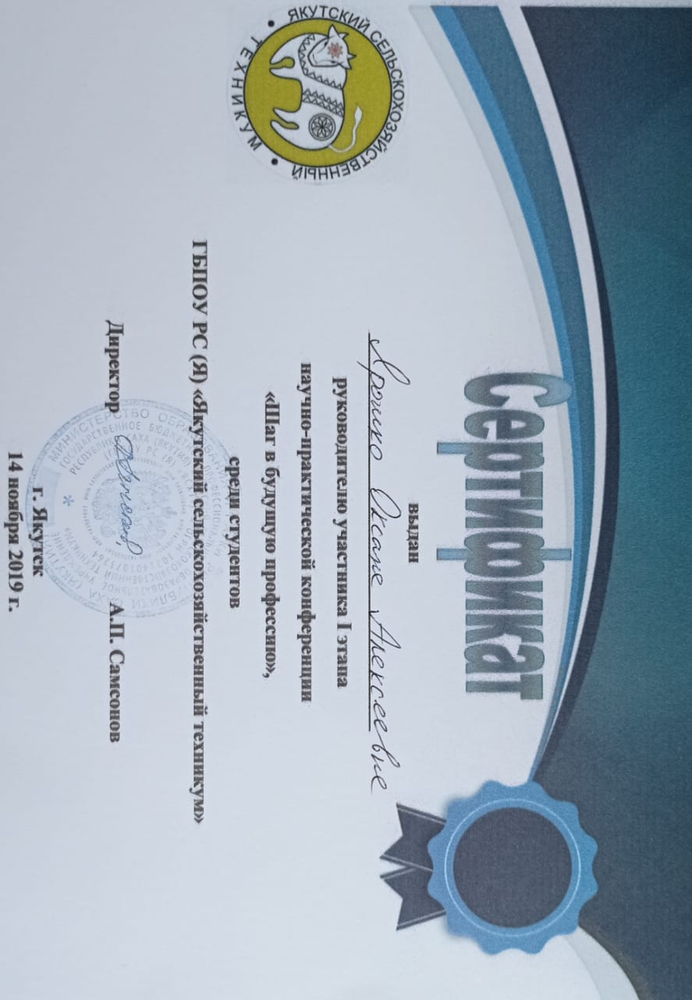 ЯКУТСКИЙ СЕЛЬСКОХОЗЯЙСТВЕННЫЙ
• ТЕХНИКУМ •
Сертификат
выдан
Ярошко Оксане Алексеевне
руководителю участника I этапа
научно-практической конференции
«Шаг в будущую профессию»,
среди студентов
ГБПОУ РС (Я) «Якутский сельскохозяйственный техникум»
Директор А.П. Самсонов
г. Якутск
14 ноября 2019 г.